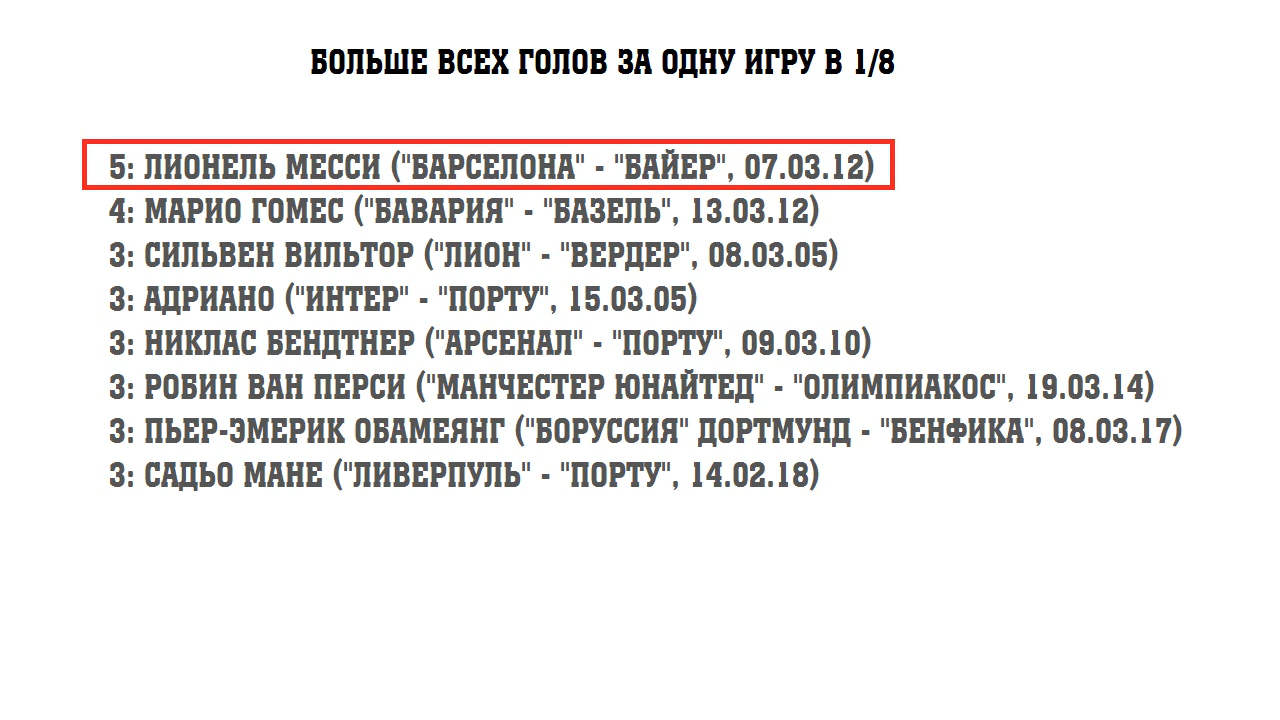 БОЛЬШЕ ВСЕХ ГОЛОВ ЗА ОДНУ ИГРУ В 1/8
5: ЛИОНЕЛЬ МЕССИ ("БАРСЕЛОНА" - "БАЙЕР", 07.03.12)
4: МАРИО ГОМЕС ("БАВАРИЯ" - "БАЗЕЛЬ", 13.03.12)
3: СИЛЬВЕН ВИЛЬТОР ("ЛИОН" - "ВЕРДЕР", 08.03.05)
3: АДРИАНО ("ИНТЕР" - "ПОРТУ", 15.03.05)
3: НИКЛАС БЕНДТНЕР ("АРСЕНАЛ" - "ПОРТУ", 09.03.10)
3: РОБИН ВАН ПЕРСИ ("МАНЧЕСТЕР ЮНАЙТЕД" - "ОЛИМПИАКОС", 19.03.14)
3: ПЬЕР-ЭМЕРИК ОБАМЕЯНГ ("БОРУССИЯ" ДОРТМУНД - "БЕНФИКА", 08.03.17)
3: САДЬО МАНЕ ("ЛИВЕРПУЛЬ" - "ПОРТУ", 14.02.18)